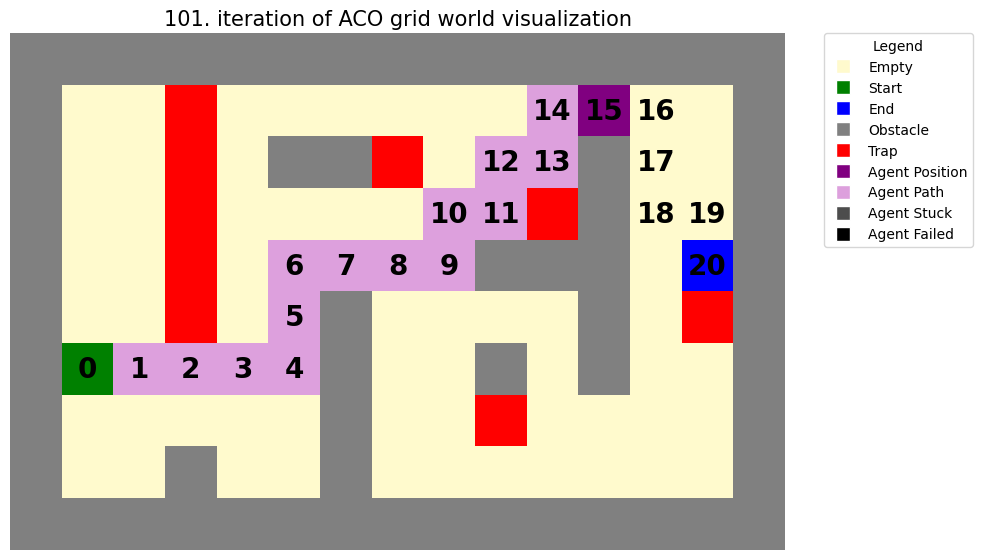 101. iteration of ACO grid world visualization
Legend
Empty
Start
End
Obstacle
Trap
Agent Position
Agent Path
Agent Stuck
Agent Failed
14 15 16
12 13 17
10 11 18 19
6 7 8 9 20
5
0 1 2 3 4